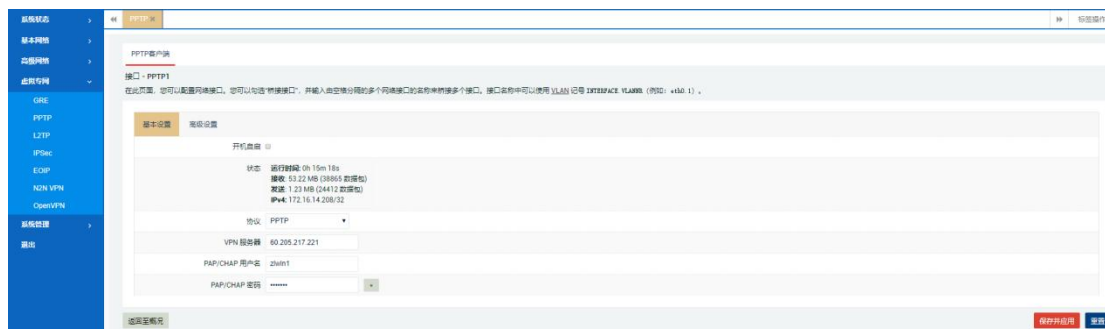 系统状态
基本网络
高级网络
虚拟专网
GRE
PPTP
L2TP
IPSec
EOIP
N2N VPN
OpenVPN
系统管理
退出
PPTP
标签操作
PPTP客户端
接口 - PPTP1
在此页面，您可以配置网络接口。您可以勾选“桥接接口”，并输入由空格分隔的多个网络接口的名称来桥接多个接口。接口名称中可以使用 VLAN 记号 INTERFACE.VLANNR（例如：eth0.1）。
基本设置 高级设置
开机自启
状态 运行时间: 0h 15m 18s
接收: 53.22 MB (38865 数据包)
发送: 1.23 MB (24412 数据包)
IPv4: 172.16.14.208/32
协议 PPTP
VPN 服务器 60.205.217.221
PAP/CHAP 用户名 zlwin1
PAP/CHAP 密码 •••••••
返回至概况 保存并应用 重置